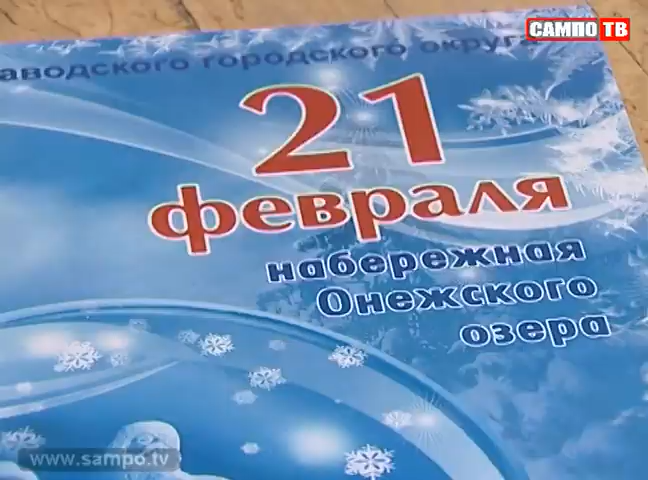 САМПО ТВ
аводского городского округа
21
февраля
набережная
Онежского
озера
www.sampo.tv